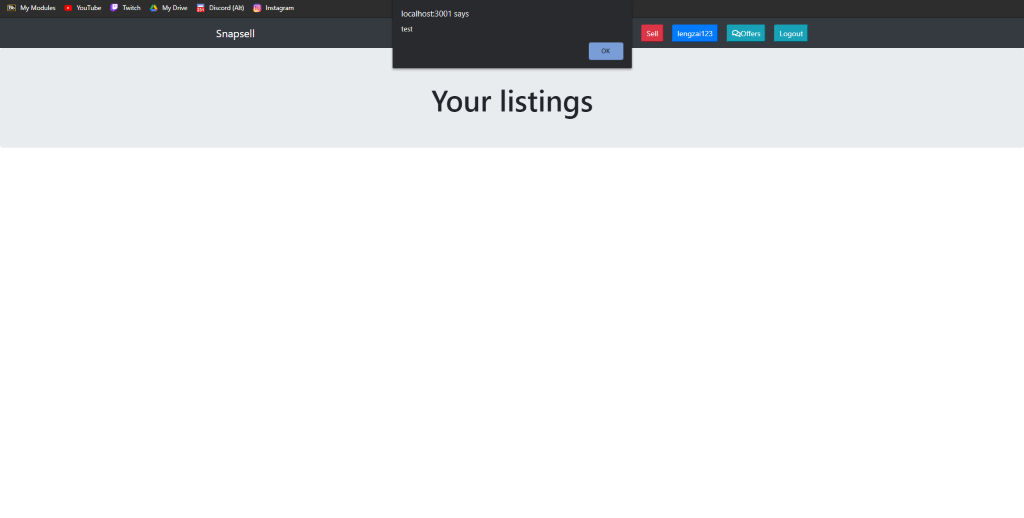 My Modules YouTube Twitch My Drive Discord (Alt) Instagram
localhost:3001 says
test
OK
Snapsell Sell lengzai123 Offers Logout
Your listings